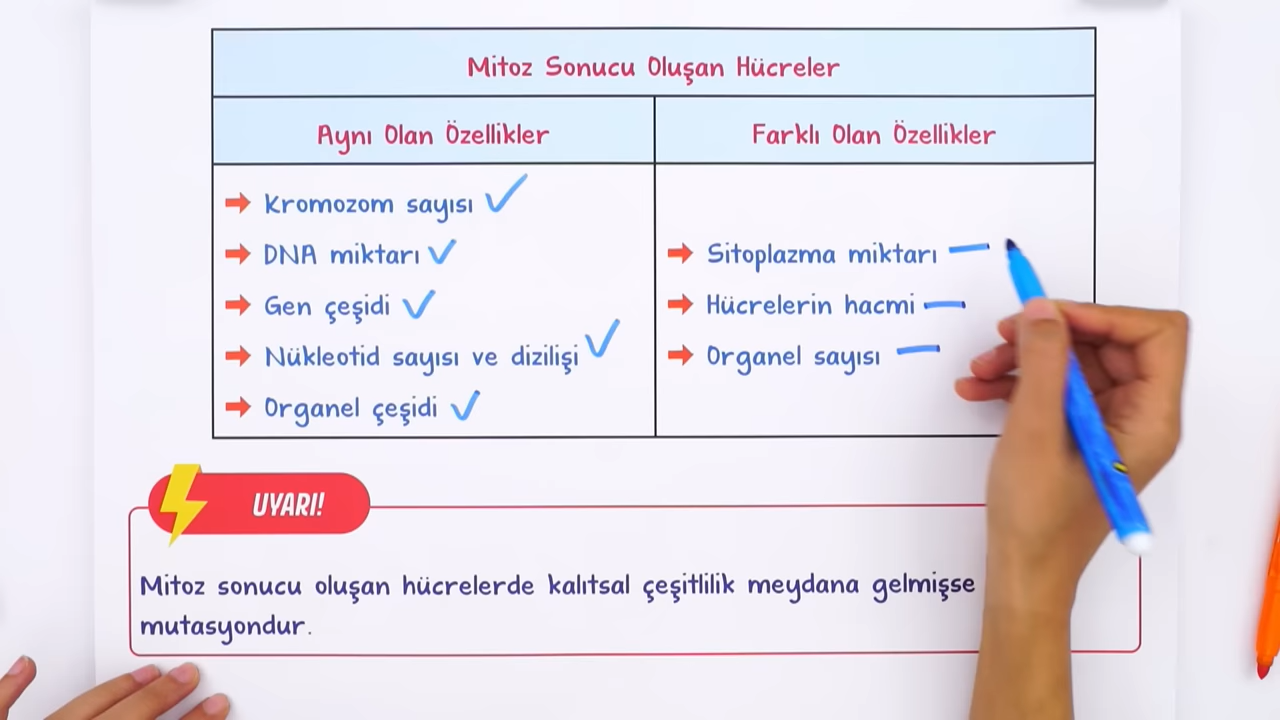 Mitoz Sonucu Oluşan Hücreler
Aynı Olan Özellikler
Farklı Olan Özellikler
Kromozom sayısı
DNA miktarı
Gen çeşidi
Nükleotid sayısı ve dizilişi
Organel çeşidi
Sitoplazma miktarı
Hücrelerin hacmi
Organel sayısı
UYARI!
Mitoz sonucu oluşan hücrelerde kalıtsal çeşitlilik meydana gelmişse
mutasyondur.